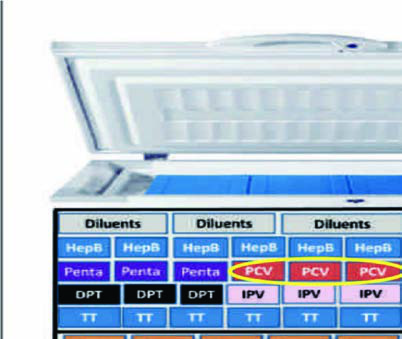 Diluents Diluents Diluents
HepB HepB HepB HepB HepB HepB
Penta Penta Penta PCV PCV PCV
DPT DPT DPT IPV IPV IPV
TT TT TT TT TT TT